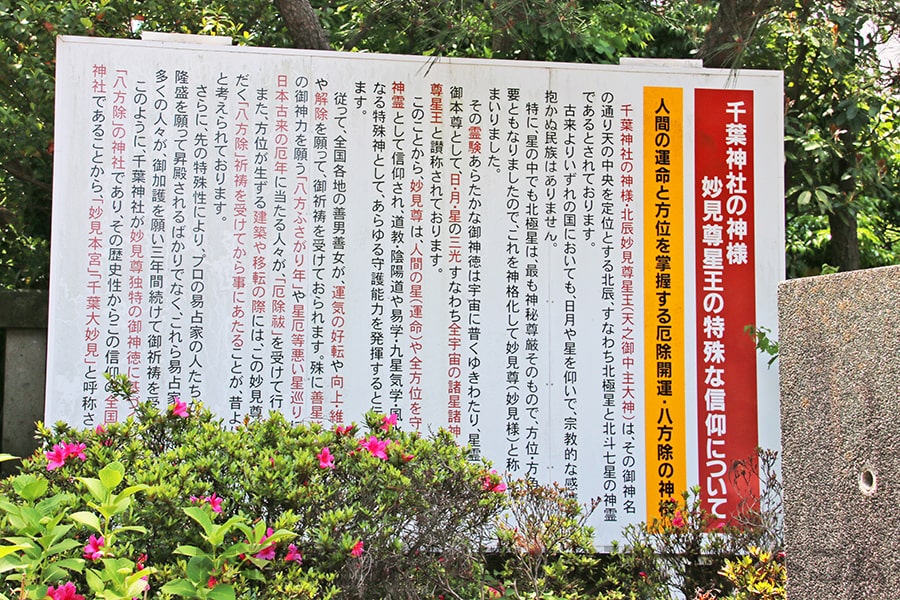 千葉神社の神様
妙見尊星王の特殊な信仰について
人間の運命と方位を掌握する厄除開運・八方除の神様
千葉神社の神様・北辰妙見尊星王(天之御中主大神)は、その御神名
の通り天の中央を定位とする北辰、すなわち北極星と北斗七星の神霊
であるとされております。
古来よりいずれの国においても、日月や星を仰いで、宗教的な感
抱かぬ民族はありません。
特に星の中でも北極星は、最も神秘尊厳そのもので、方位・方角
要ともなりましたので、これを神格化して妙見尊(妙見様)と称
まいりました。
その霊験あらたかな御神徳は宇宙に普くゆきわたり、星霊
御本尊として日・月・星の三光すなわち全宇宙の諸星諸神
尊星王と讃称されております。
このことから、妙見尊は、人間の星(運命)や全方位を守
神霊として信仰され、道教・陰陽道や易学・九星気学・風
なる特殊神として、あらゆる守護能力を発揮すると
ます。
従って、全国各地の善男善女が、運気の好転や向上・維
や解除を願って、御祈祷を受けておられます。殊に善星
の御神力を願う「八方ふさがり年」や星厄等悪い星巡り
日本古来の厄年に当たる人々が、「厄除祓」を受けて行
また、方位が生ずる建築や移転の際には、この妙見尊
だく「八方除」祈祷を受けてから事にあたることが、昔よ
と考えられております。
さらに、先の特殊性により、プロの易占家の人たち
隆盛を願って昇殿されるばかりでなく、これら易占家
多くの人々が、御加護を願い三年間続けて御祈祷を受
このように、千葉神社が妙見尊独特の御神徳に基づ
「八方除」の神社であり、その歴史性からこの信仰の全国
神社であることから、「妙見本宮」「千葉大妙見」と呼称さ